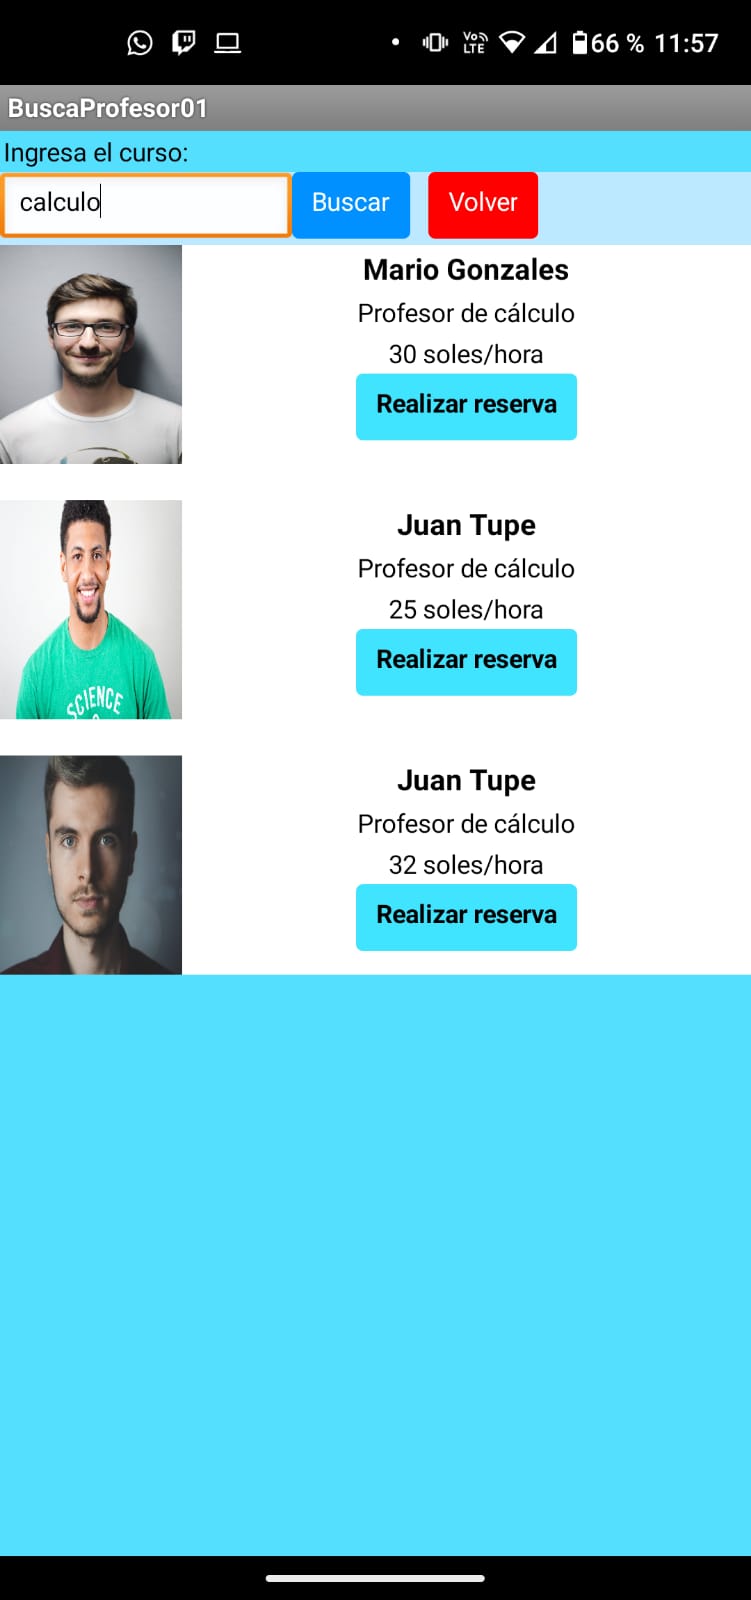 66 % 11:57
BuscaProfesor01
Ingresa el curso:
calculo Buscar Volver
Mario Gonzales
Profesor de cálculo
30 soles/hora
Realizar reserva
Juan Tupe
Profesor de cálculo
25 soles/hora
Realizar reserva
SCIENCE
Juan Tupe
Profesor de cálculo
32 soles/hora
Realizar reserva